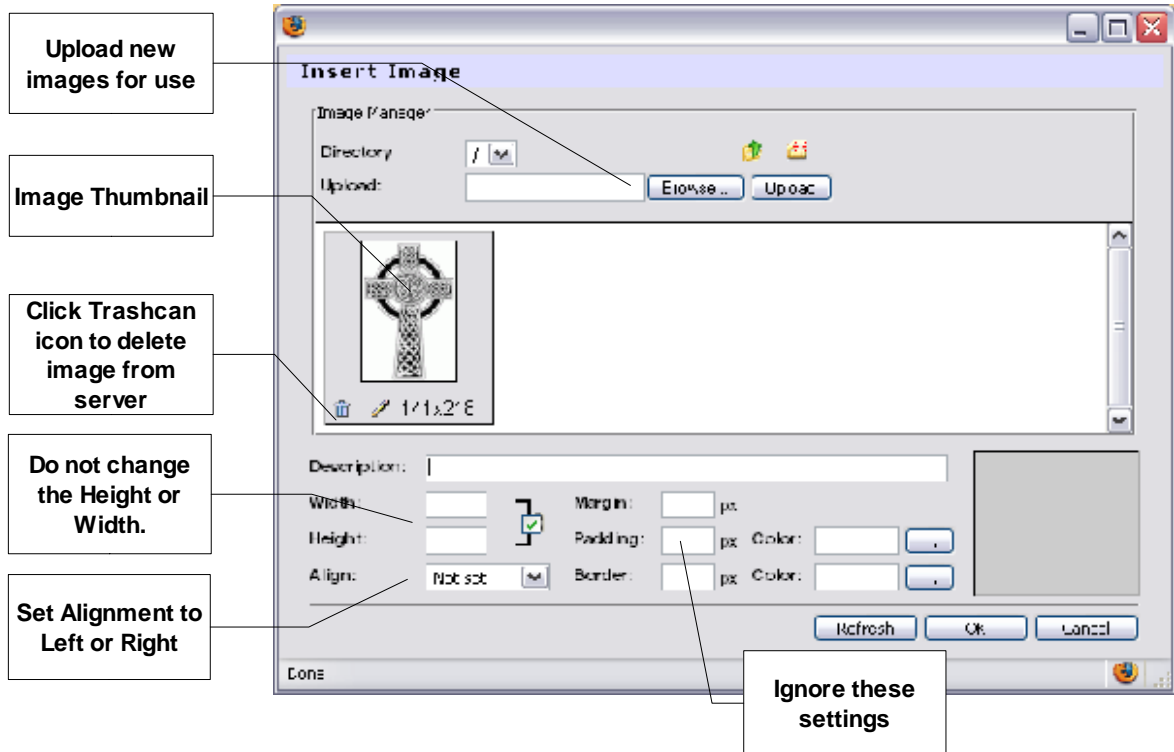 Upload new
images for use
Image Thumbnail
Click Trashcan
icon to delete
image from
server
Do not change
the Height or
Width.
Set Alignment to
Left or Right
Insert Image
Image Manager
Directory /
Upload: Browse... Upload
Description:
Width: Margin: px
Height: Padding: px Color:
Align: Not set Border: px Color:
Refresh OK Cancel
Done
Ignore these
settings